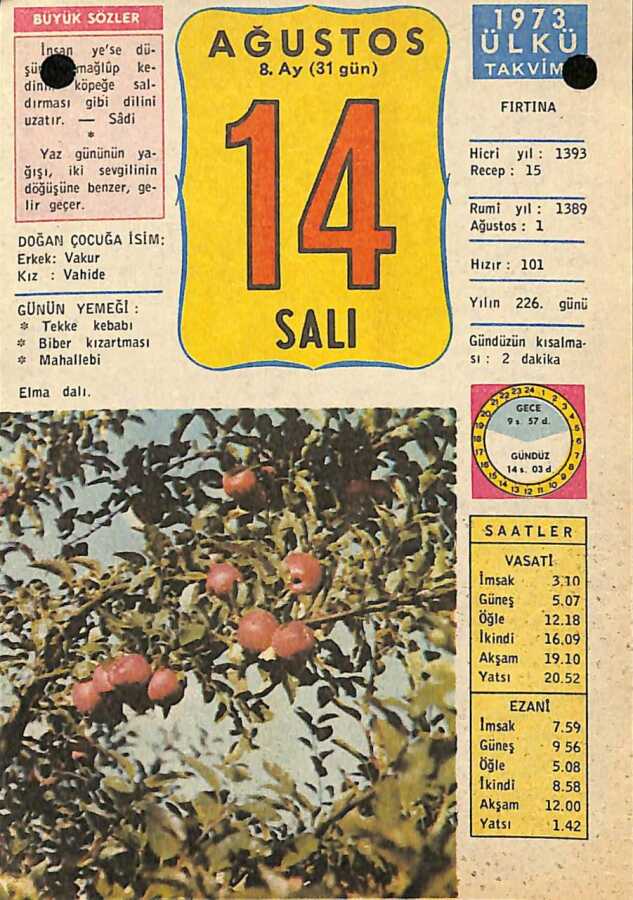 BÜYÜK SÖZLER
İnsan ye'se dü-
mağlûp ke-
köpeğe sal-
dırması gibi dilini
uzatır. — Sâdi
*
Yaz gününün ya-
ğışı, iki sevgilinin
döğüşüne benzer, ge-
lir geçer.
DOĞAN ÇOCUĞA İSİM:
Erkek: Vakur
Kız : Vahide
GÜNÜN YEMEĞİ :
* Tekke kebabı
* Biber kızartması
* Mahallebi
Elma dalı.
AĞUSTOS
8. Ay (31 gün)
14
SALI
1973
ÜLKÜ
TAKVİM
FIRTINA
Hicri yıl : 1393
Recep : 15
Rumi yıl : 1389
Ağustos : 1
Hızır : 101
Yılın 226. günü
Gündüzün kısalma-
sı : 2 dakika
GECE
9 s. 57 d.
GÜNDÜZ
14 s. 03 d.
SAATLER
VASATİ
İmsak 3.10
Güneş 5.07
Öğle 12.18
İkindi 16.09
Akşam 19.10
Yatsı 20.52
EZANİ
İmsak 7.59
Güneş 9 56
Öğle 5.08
İkindi 8.58
Akşam 12.00
Yatsı 1.42